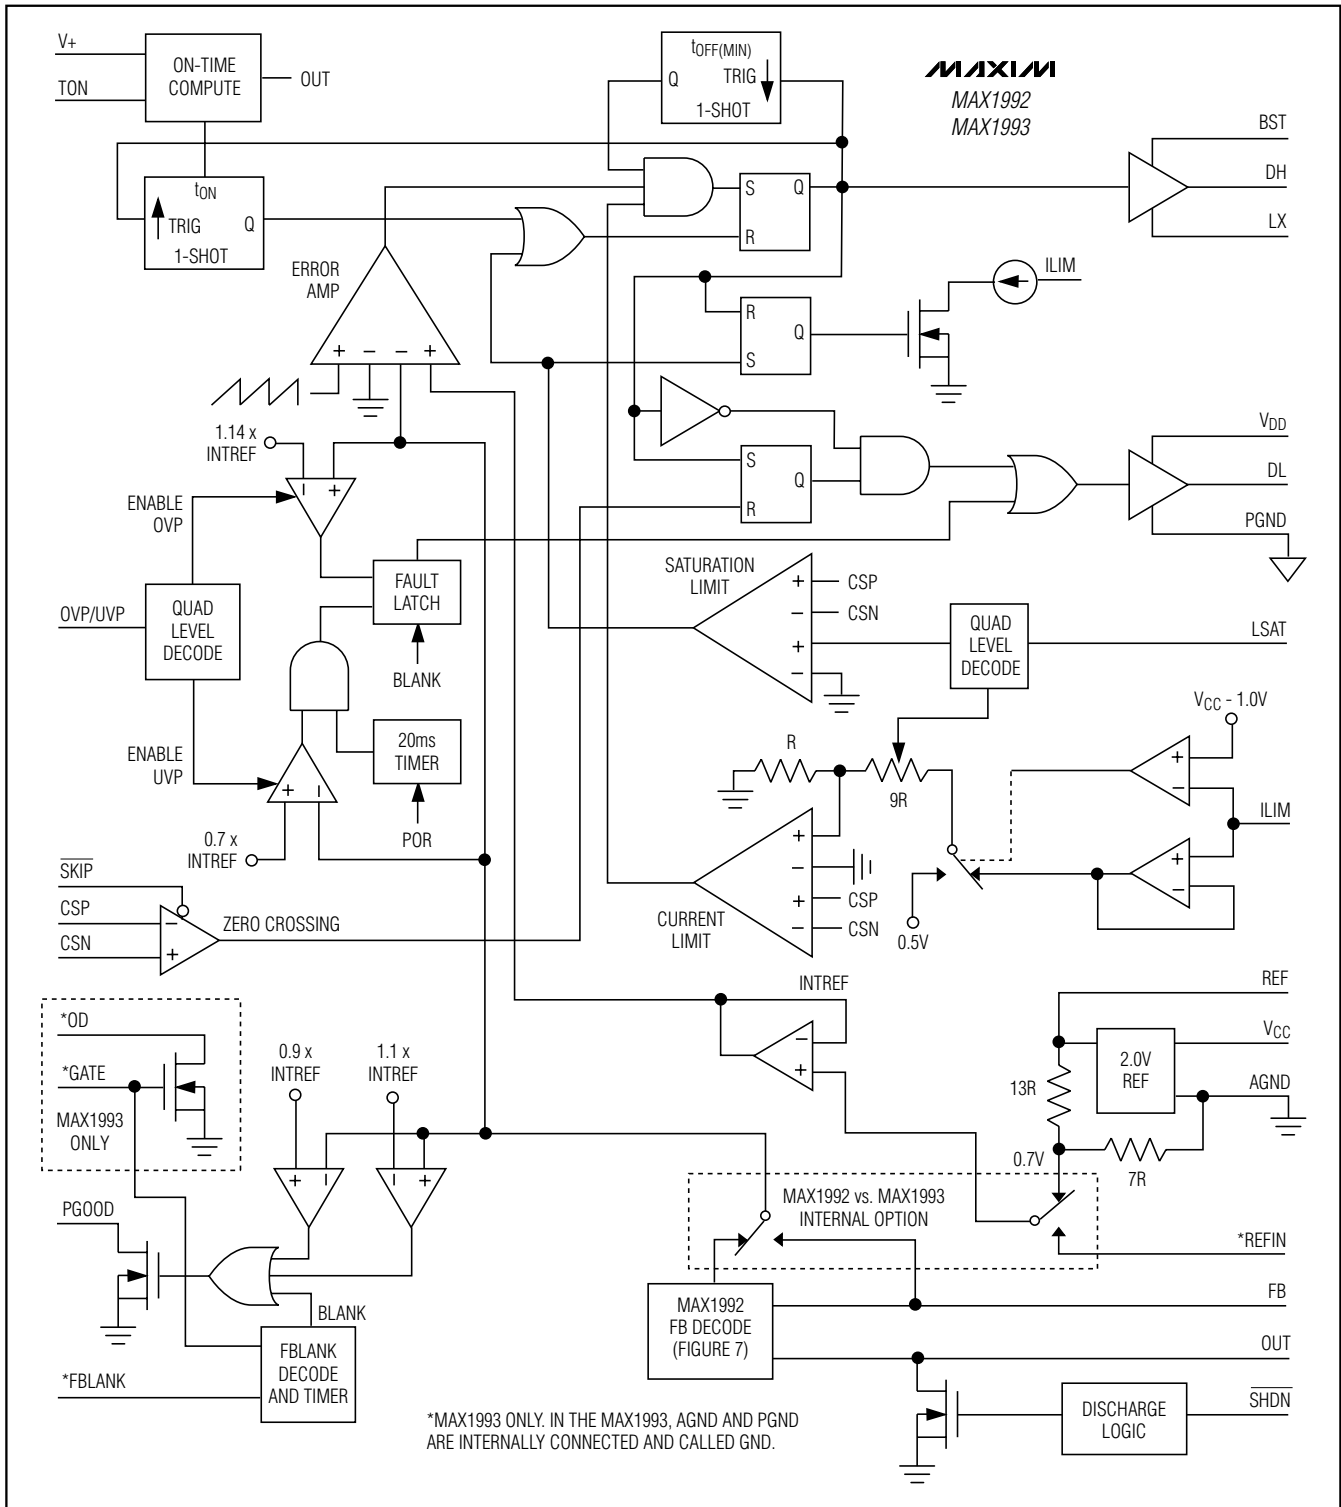 V+
TON
ON-TIME
COMPUTE
OUT
tOFF(MIN)
Q
TRIG
1-SHOT
MAXIM
MAX1992
MAX1993
tON
TRIG
Q
1-SHOT
ERROR
AMP
+
−
−
+
S
Q
R
BST
DH
LX
R
Q
S
ILIM
1.14 x
INTREF
−
+
ENABLE
OVP
S
Q
R
VDD
DL
PGND
OVP/UVP
QUAD
LEVEL
DECODE
FAULT
LATCH
BLANK
SATURATION
LIMIT
+
CSP
−
CSN
+
−
QUAD
LEVEL
DECODE
LSAT
ENABLE
UVP
20ms
TIMER
POR
+
−
0.7 x
INTREF
R
9R
VCC - 1.0V
+
−
ILIM
+
−
0.5V
CURRENT
LIMIT
+
−
+
CSP
−
CSN
SKIP
CSP
−
CSN
+
ZERO CROSSING
INTREF
−
+
REF
VCC
2.0V
REF
AGND
13R
0.7V
7R
*OD
*GATE
MAX1993
ONLY
0.9 x
INTREF
1.1 x
INTREF
+
−
−
+
PGOOD
BLANK
FBLANK
DECODE
AND TIMER
*FBLANK
MAX1992 vs. MAX1993
INTERNAL OPTION
*REFIN
FB
MAX1992
FB DECODE
(FIGURE 7)
OUT
DISCHARGE
LOGIC
SHDN
*MAX1993 ONLY. IN THE MAX1993, AGND AND PGND
ARE INTERNALLY CONNECTED AND CALLED GND.